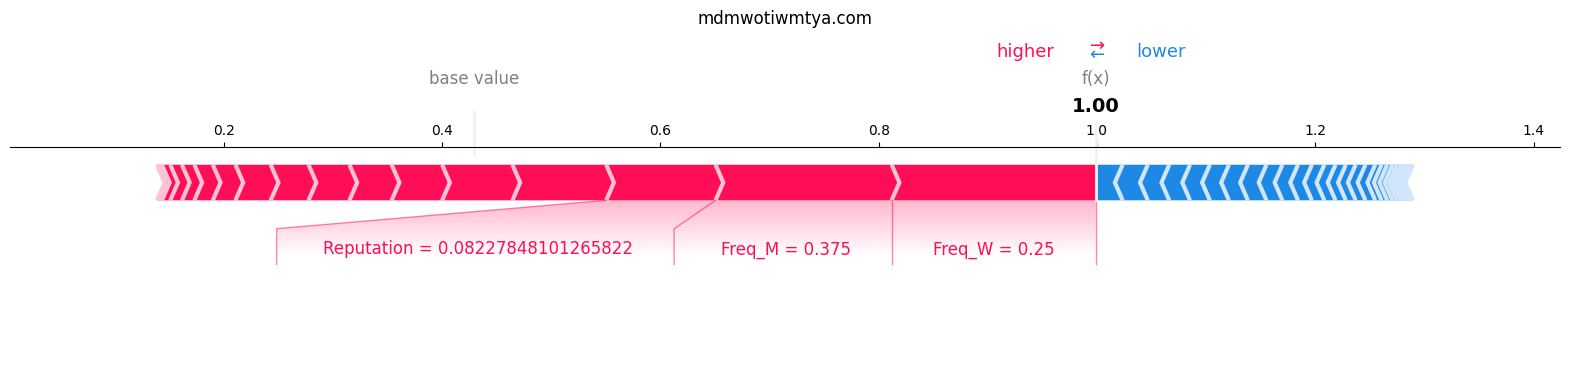 mdmwotiwmtya.com
higher ⇄ lower
base value f(x)
1.00
0.2 0.4 0.6 0.8 1.0 1.2 1.4
Reputation = 0.08227848101265822 Freq_M = 0.375 Freq_W = 0.25